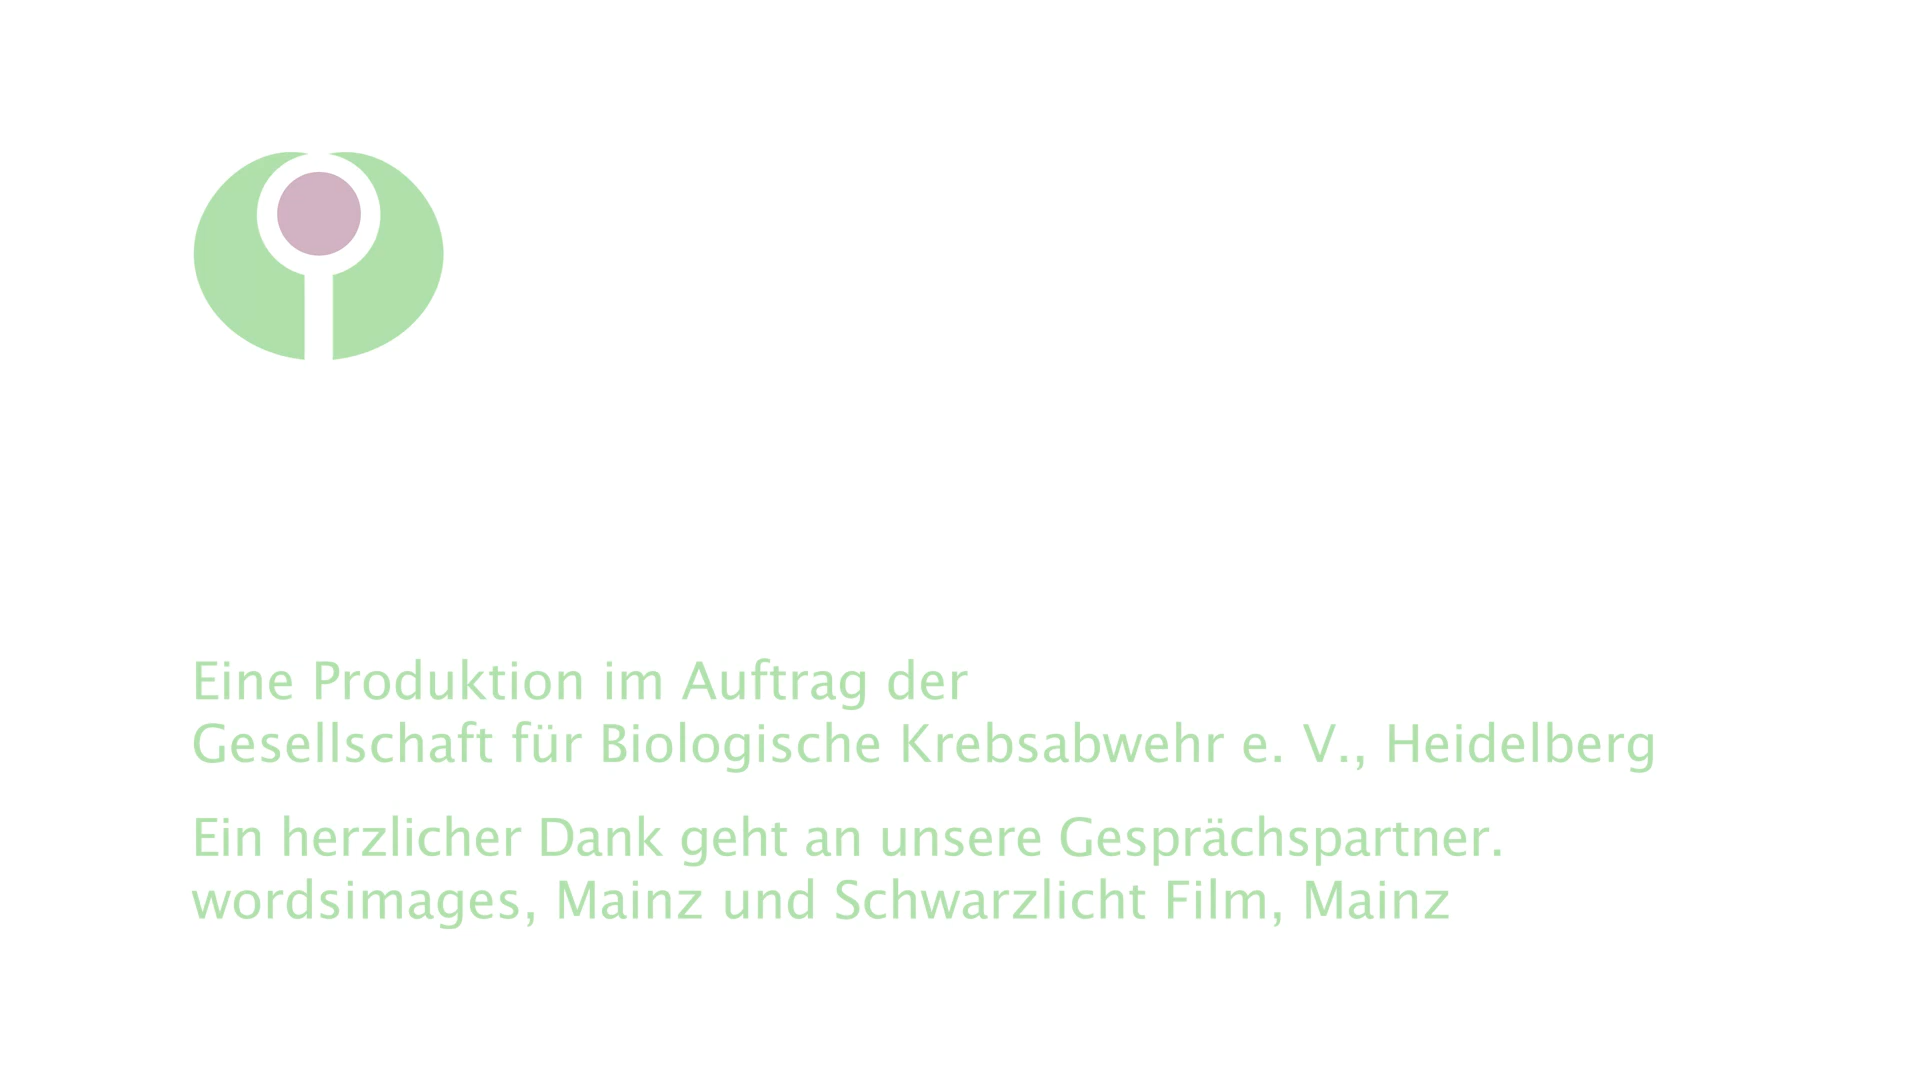 Eine Produktion im Auftrag der
Gesellschaft für Biologische Krebsabwehr e. V., Heidelberg
Ein herzlicher Dank geht an unsere Gesprächspartner.
wordsimages, Mainz und Schwarzlicht Film, Mainz